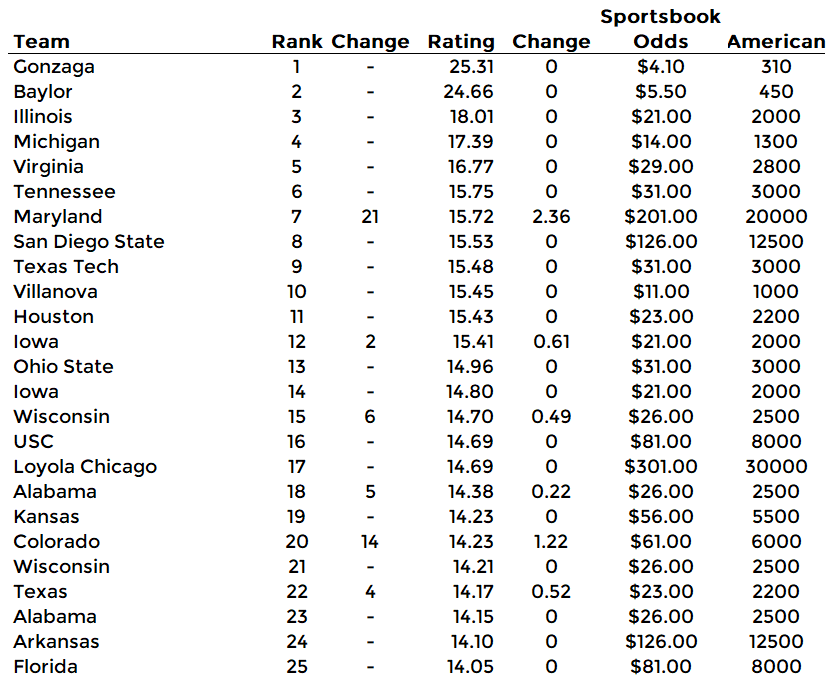 Sportsbook
Team Rank Change Rating Change Odds American
Gonzaga 1 - 25.31 0 $4.10 310
Baylor 2 - 24.66 0 $5.50 450
Illinois 3 - 18.01 0 $21.00 2000
Michigan 4 - 17.39 0 $14.00 1300
Virginia 5 - 16.77 0 $29.00 2800
Tennessee 6 - 15.75 0 $31.00 3000
Maryland 7 21 15.72 2.36 $201.00 20000
San Diego State 8 - 15.53 0 $126.00 12500
Texas Tech 9 - 15.48 0 $31.00 3000
Villanova 10 - 15.45 0 $11.00 1000
Houston 11 - 15.43 0 $23.00 2200
Iowa 12 2 15.41 0.61 $21.00 2000
Ohio State 13 - 14.96 0 $31.00 3000
Iowa 14 - 14.80 0 $21.00 2000
Wisconsin 15 6 14.70 0.49 $26.00 2500
USC 16 - 14.69 0 $81.00 8000
Loyola Chicago 17 - 14.69 0 $301.00 30000
Alabama 18 5 14.38 0.22 $26.00 2500
Kansas 19 - 14.23 0 $56.00 5500
Colorado 20 14 14.23 1.22 $61.00 6000
Wisconsin 21 - 14.21 0 $26.00 2500
Texas 22 4 14.17 0.52 $23.00 2200
Alabama 23 - 14.15 0 $26.00 2500
Arkansas 24 - 14.10 0 $126.00 12500
Florida 25 - 14.05 0 $81.00 8000